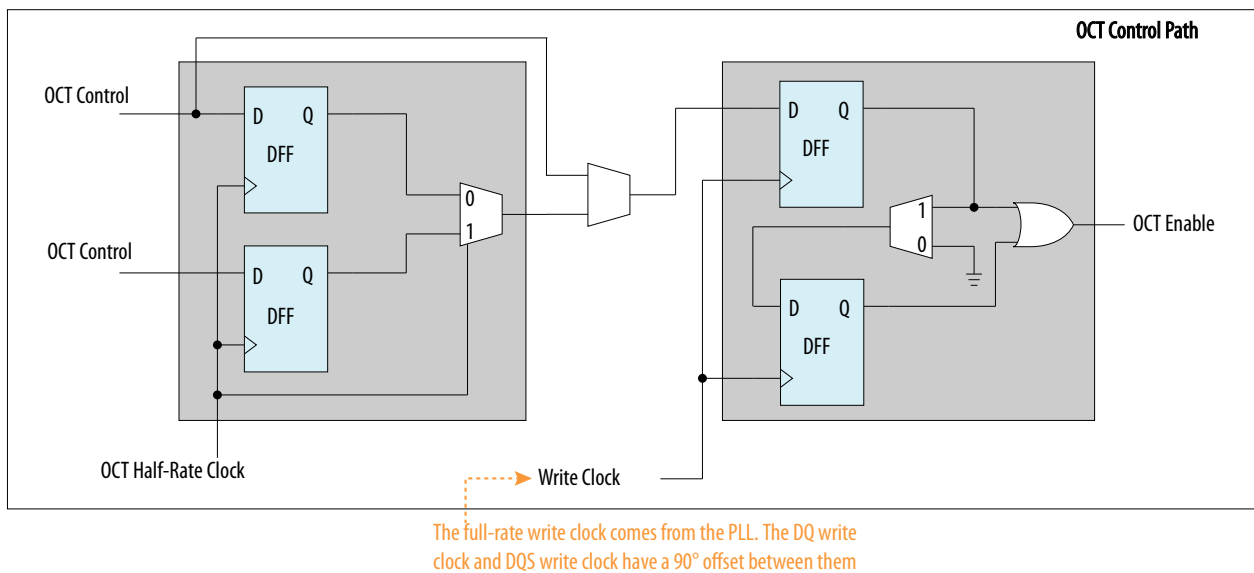 OCT Control Path
OCT Control
D Q
DFF
0
1
OCT Control
D Q
DFF
OCT Half-Rate Clock
D Q
DFF
1
0
OCT Enable
D Q
DFF
Write Clock
The full-rate write clock comes from the PLL. The DQ write
clock and DQS write clock have a 90° offset between them